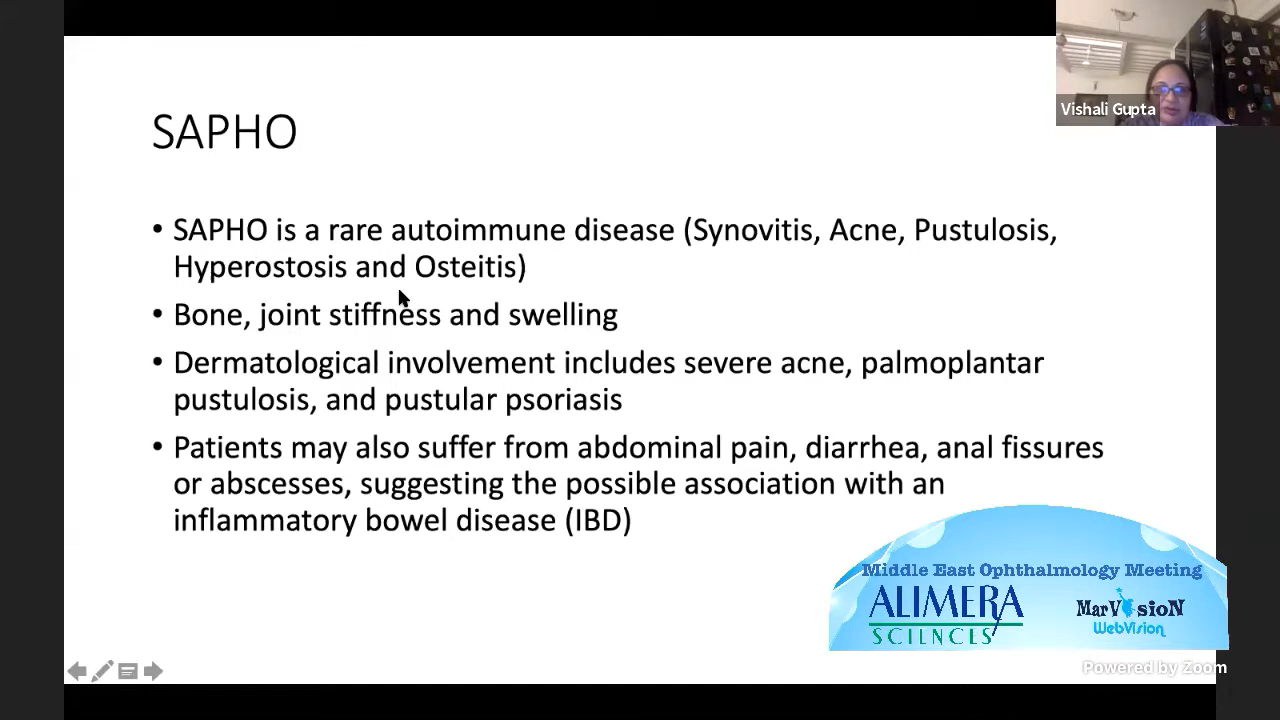 Vishali Gupta
SAPHO
• SAPHO is a rare autoimmune disease (Synovitis, Acne, Pustulosis,
Hyperostosis and Osteitis)
• Bone, joint stiffness and swelling
• Dermatological involvement includes severe acne, palmoplantar
pustulosis, and pustular psoriasis
• Patients may also suffer from abdominal pain, diarrhea, anal fissures
or abscesses, suggesting the possible association with an
inflammatory bowel disease (IBD)
Middle East Ophthalmology Meeting
ALIMERA
SCIENCES
MarVisioN
WebVision
Powered by Zoom